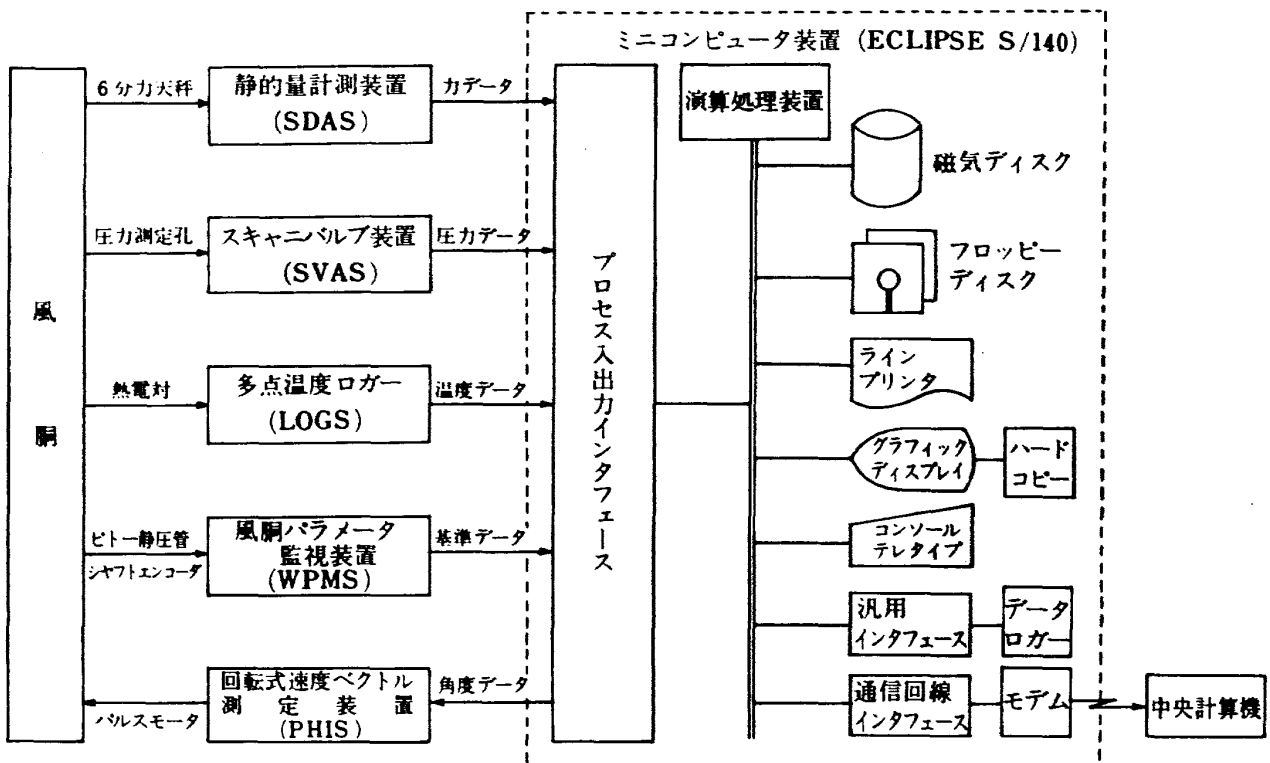 ミニコンピュータ装置 (ECLIPSE S/140)
風
胴
6分力天秤
静的量計測装置
(SDAS)
力データ
圧力測定孔
スキャニバルブ装置
(SVAS)
圧力データ
熱電対
多点温度ロガー
(LOGS)
温度データ
ピトー静圧管
シャフトエンコーダ
風胴パラメータ
監視装置
(WPMS)
基準データ
パルスモータ
回転式速度ベクトル
測定装置
(PHIS)
角度データ
プロセス入出力インタフェース
演算処理装置
磁気ディスク
フロッピー
ディスク
ライン
プリンタ
グラフィック
ディスプレイ
ハード
コピー
コンソール
テレタイプ
汎用
インタフェース
データ
ロガー
通信回線
インタフェース
モデム
中央計算機